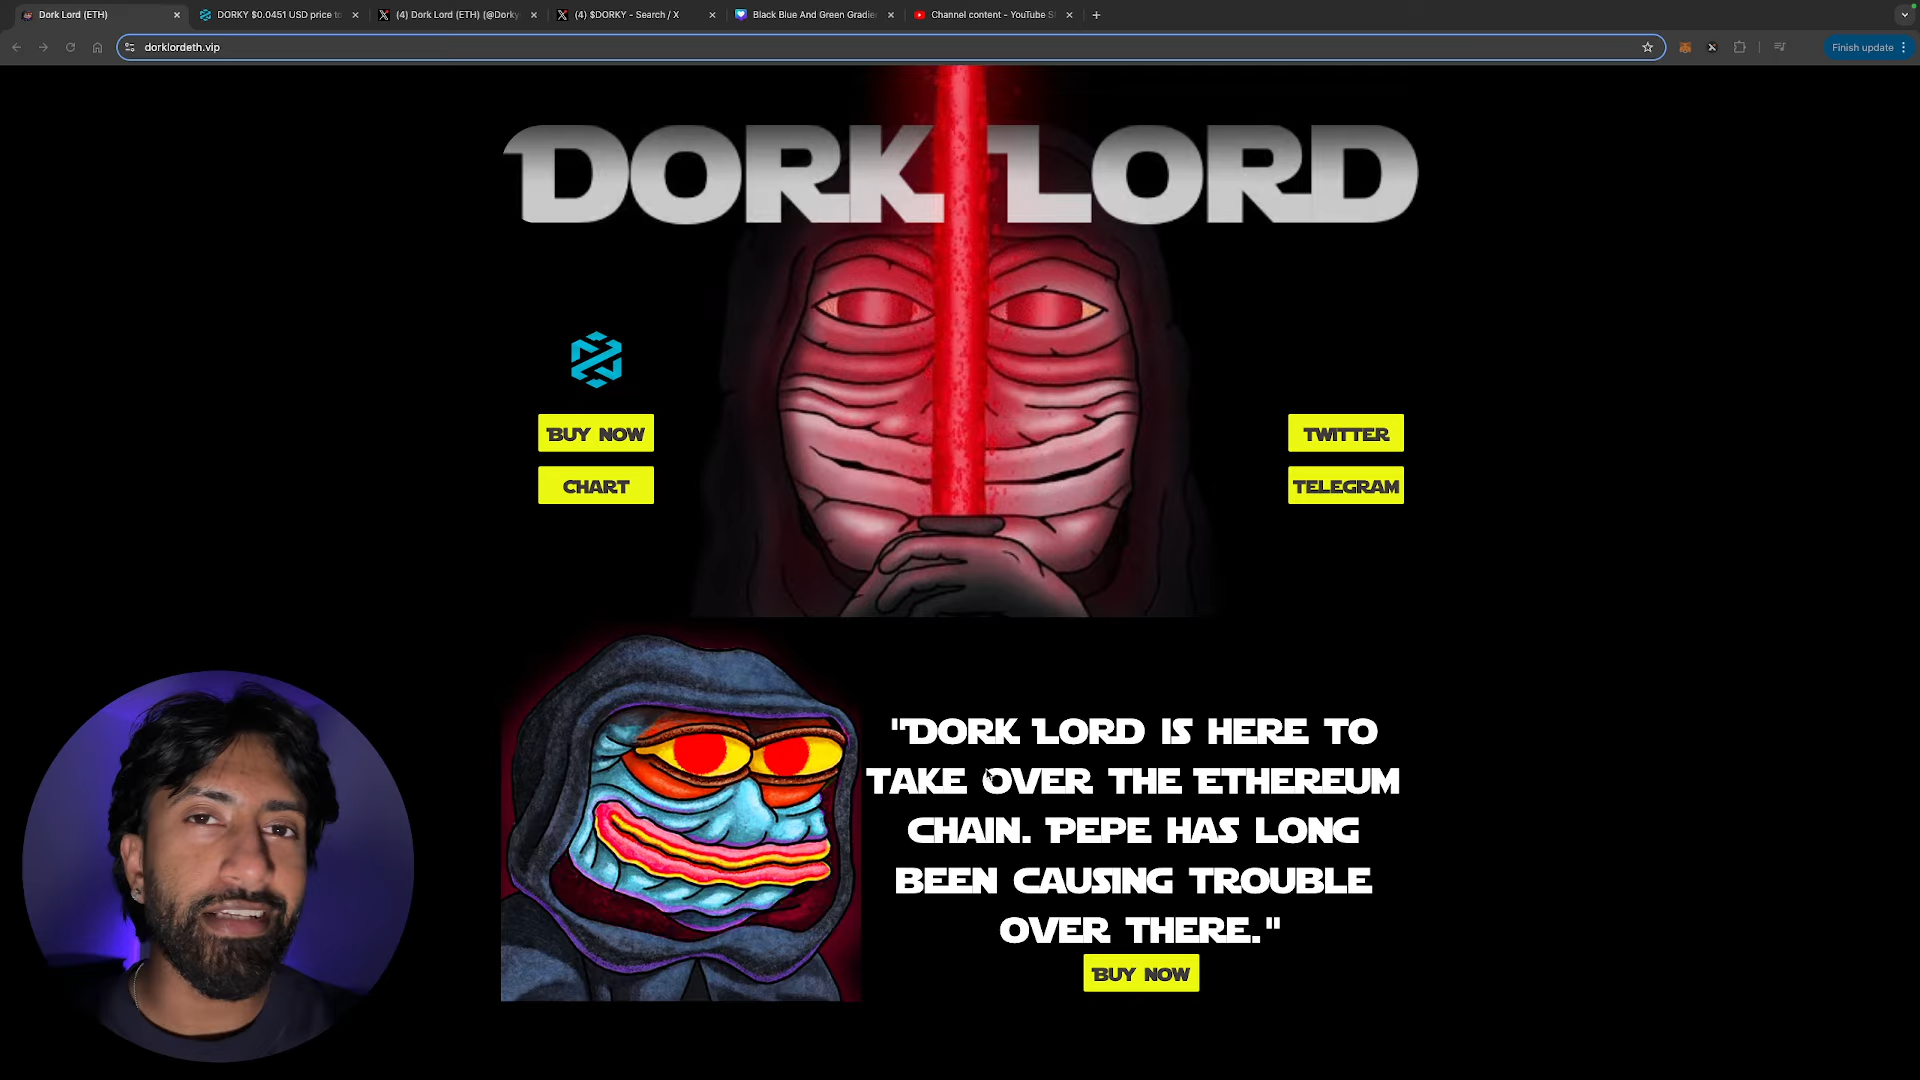 Dork Lord (ETH)
DORKY $0.0451 USD price to
(4) Dork Lord (ETH) (@Dorky
(4) $DORKY - Search / X
Black Blue And Green Gradie
Channel content - YouTube S
dorklordeth.vip
Finish update
DORK LORD
BUY NOW
CHART
TWITTER
TELEGRAM
"DORK LORD IS HERE TO
TAKE OVER THE ETHEREUM
CHAIN. PEPE HAS LONG
BEEN CAUSING TROUBLE
OVER THERE."
BUY NOW